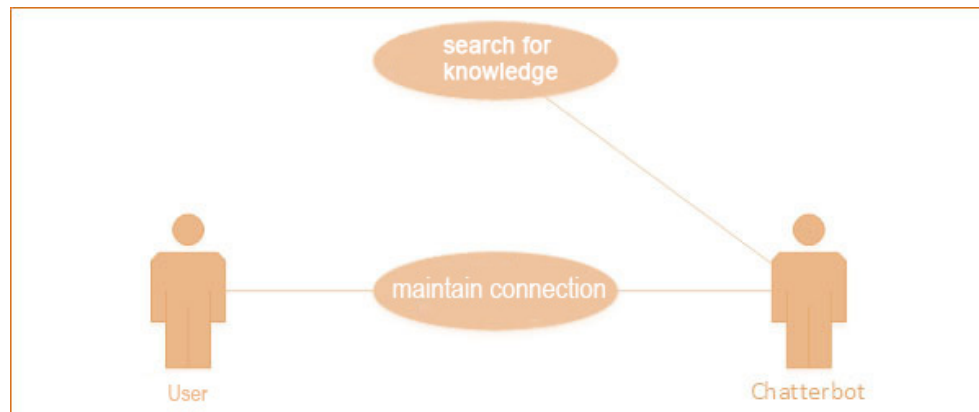 search for
knowledge
maintain connection
User
Chatterbot